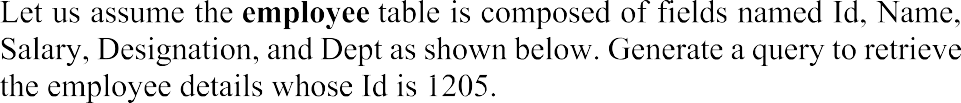 Let us assume the employee table is composed of fields named Id, Name,
Salary, Designation, and Dept as shown below. Generate a query to retrieve
the employee details whose Id is 1205.